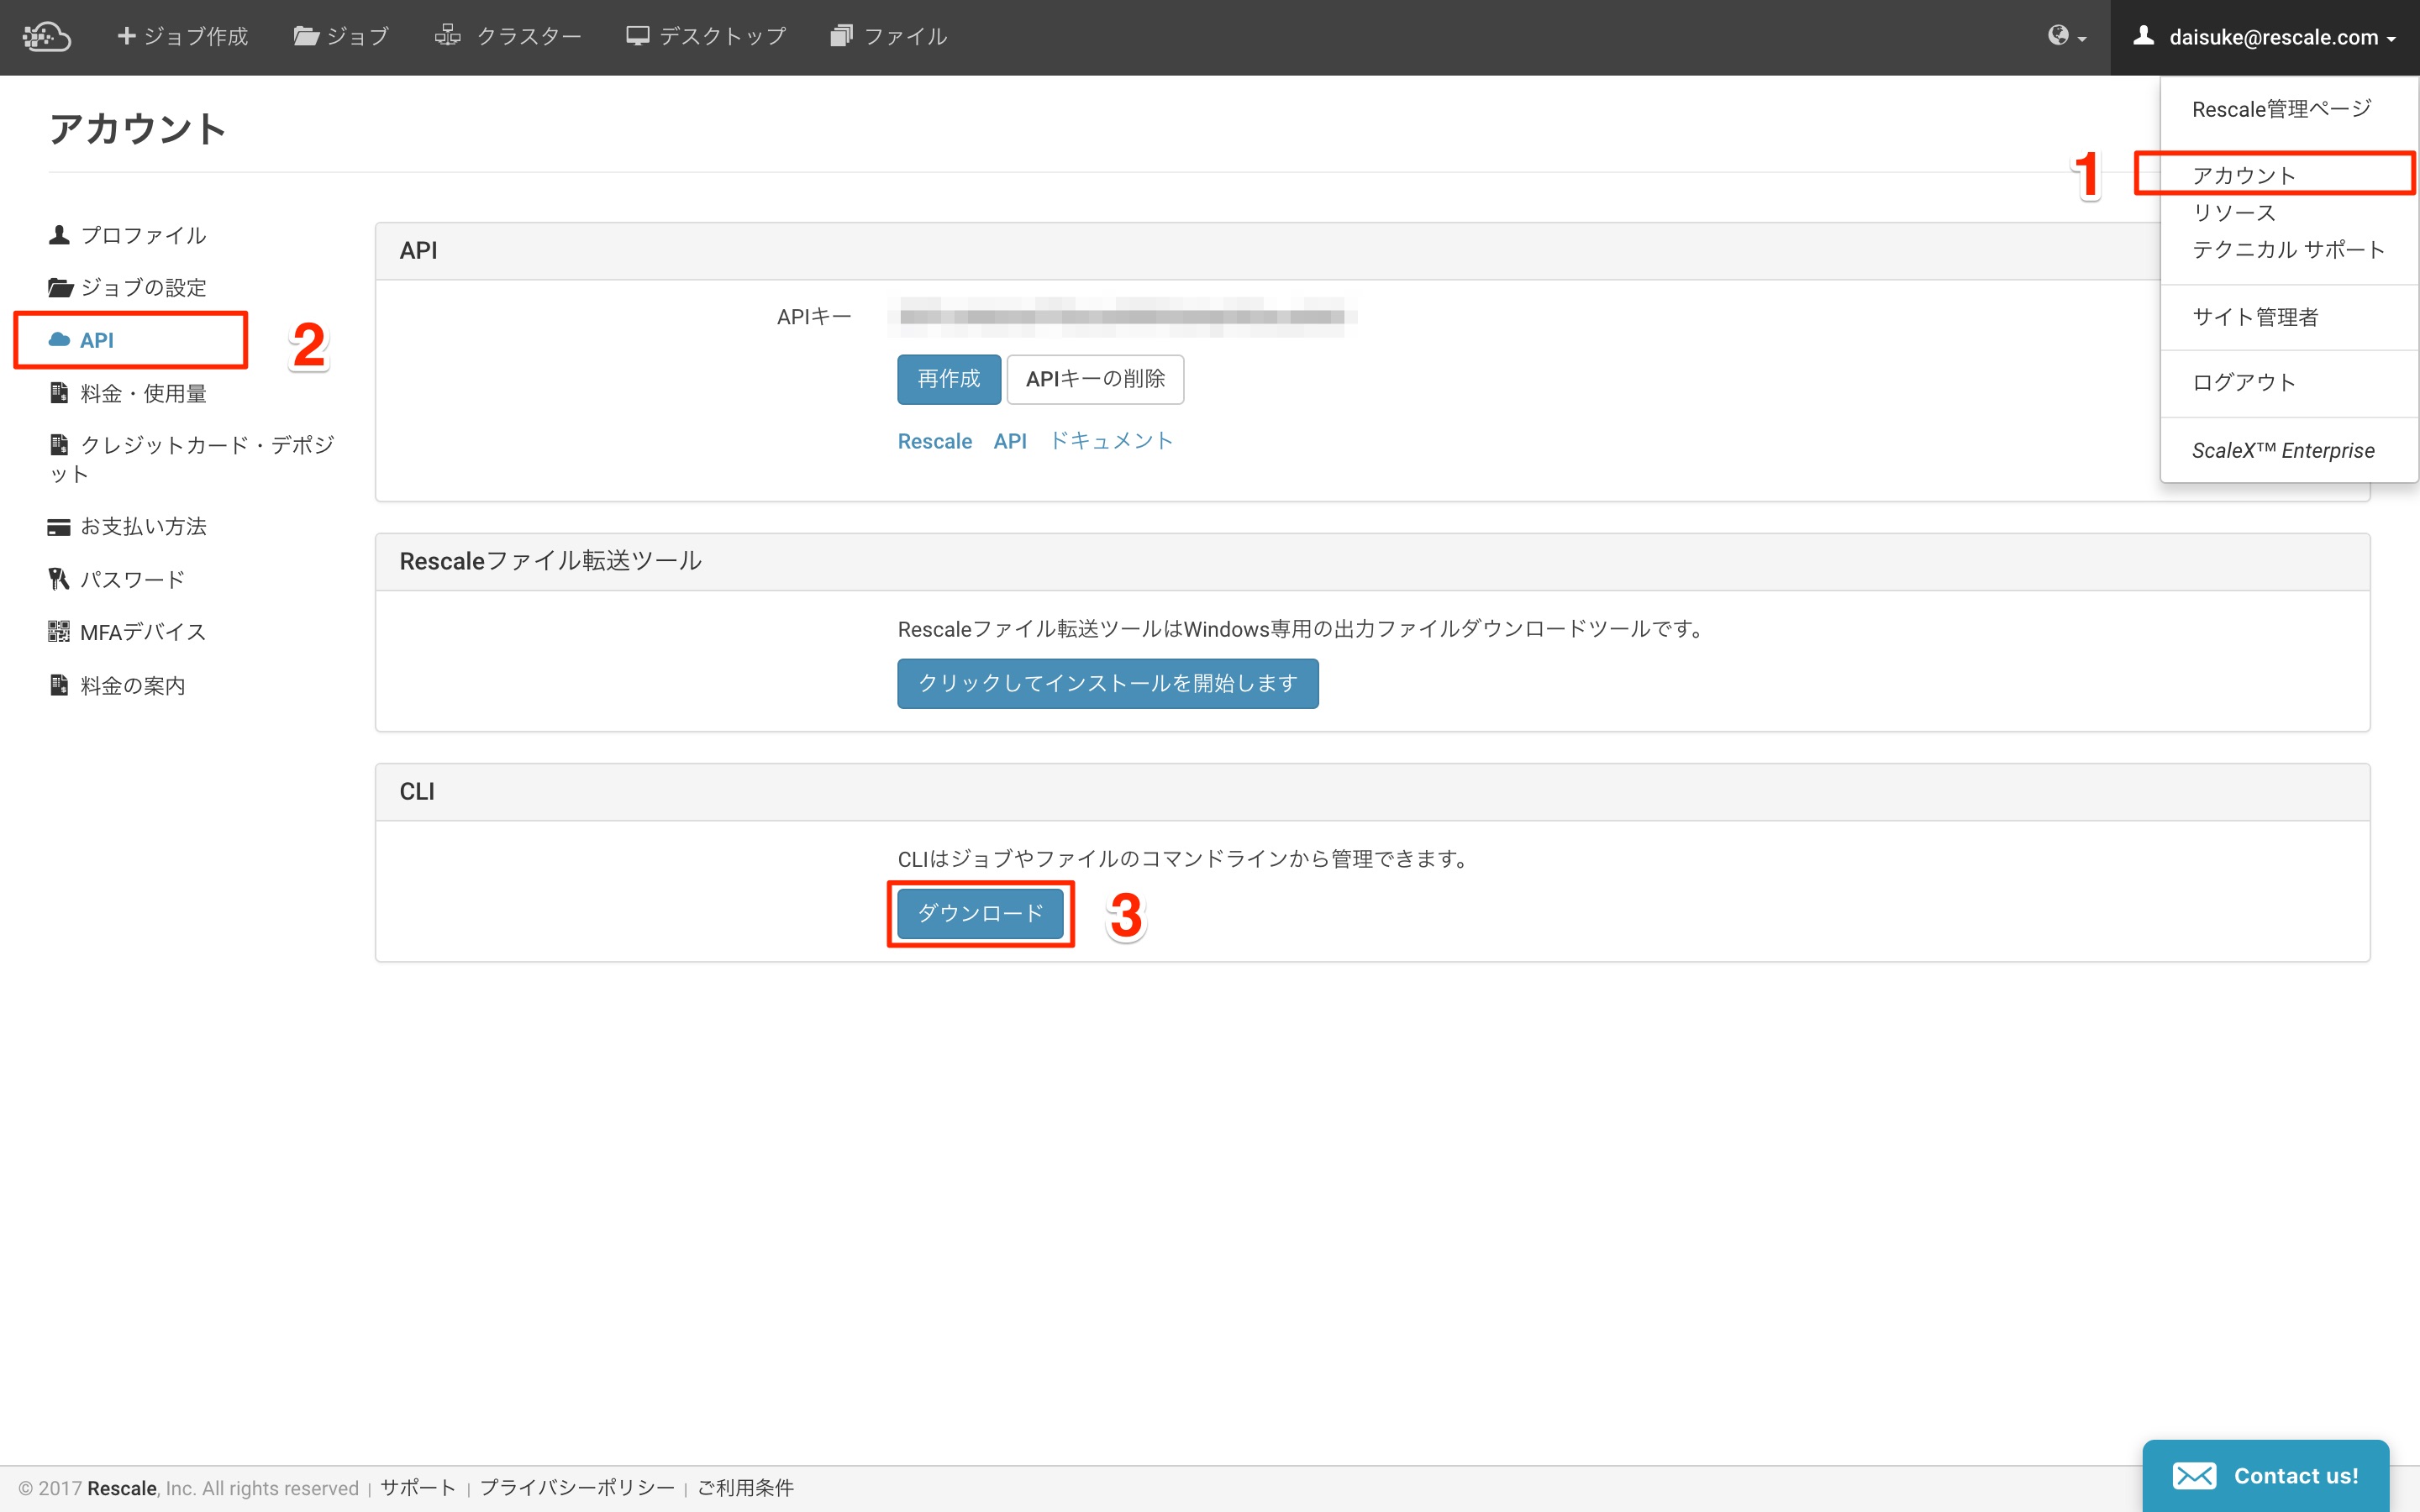 ジョブ作成 ジョブ クラスター デスクトップ ファイル daisuke@rescale.com
Rescale管理ページ
アカウント
リソース
テクニカル サポート
サイト管理者
ログアウト
ScaleX™ Enterprise
1
アカウント
プロファイル
ジョブの設定
API
2
料金・使用量
クレジットカード・デポジ
ット
お支払い方法
パスワード
MFAデバイス
料金の案内
API
APIキー
再作成 APIキーの削除
Rescale API ドキュメント
Rescaleファイル転送ツール
Rescaleファイル転送ツールはWindows専用の出力ファイルダウンロードツールです。
クリックしてインストールを開始します
CLI
CLIはジョブやファイルのコマンドラインから管理できます。
ダウンロード
3
© 2017 Rescale, Inc. All rights reserved | サポート | プライバシーポリシー | ご利用条件
Contact us!